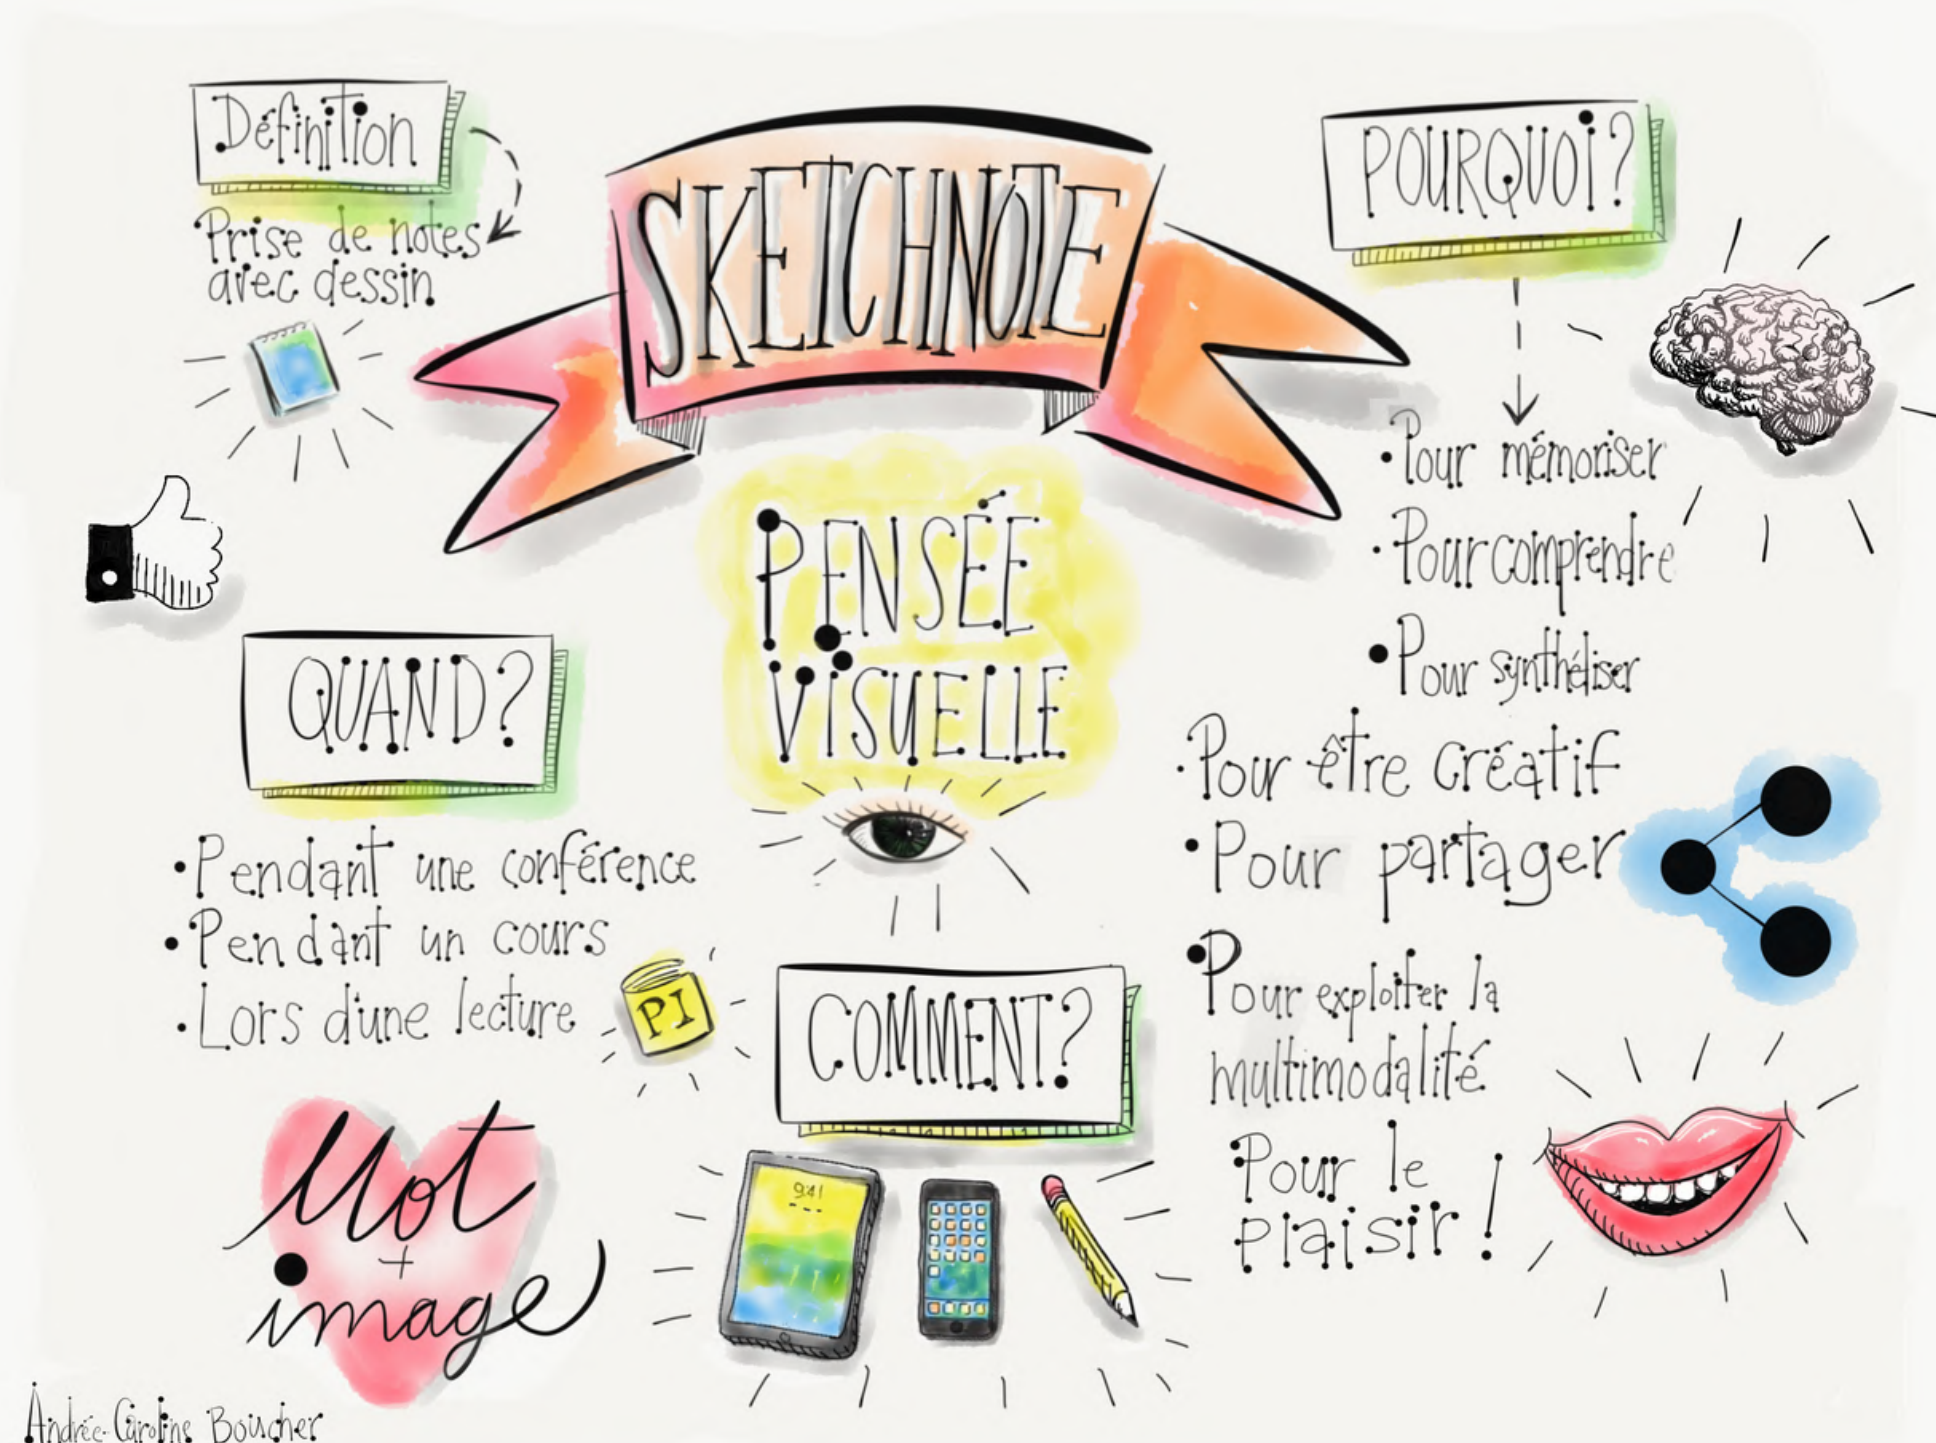 Définition
Prise de notes
avec dessin
SKETCHNOTE
PENSÉE
VISUELLE
POURQUOI?
• Pour mémoriser
• Pour comprendre
• Pour synthéliser
• Pour être créatif
• Pour partager
• Pour exploiter la
multimodalité
• Pour le
plaisir!
QUAND?
• Pendant une conférence
• Pendant un cours
• Lors d'une lecture
PI
COMMENT?
9:41
Mot
+
image
Andrée-Caroline Boucher